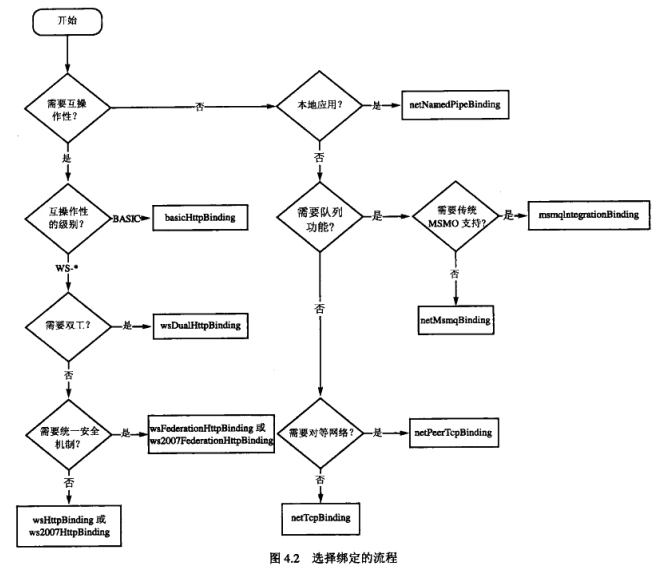 开始
需要互操
作性？
否
本地应用？
是
netNamedPipeBinding
是
否
互操作性
的级别？
BASIC
basicHttpBinding
需要队列
功能？
是
需要传统
MSMO 支持？
是
msmqIntegrationBinding
WS-*
否
需要双工？
是
wsDualHttpBinding
否
netMsmqBinding
否
需要统一安全
机制？
是
wsFederationHttpBinding 或
ws2007FederationHttpBinding
需要对等网络？
是
netPeerTcpBinding
否
否
wsHttpBinding 或
ws2007HttpBinding
netTcpBinding
图 4.2 选择绑定的流程